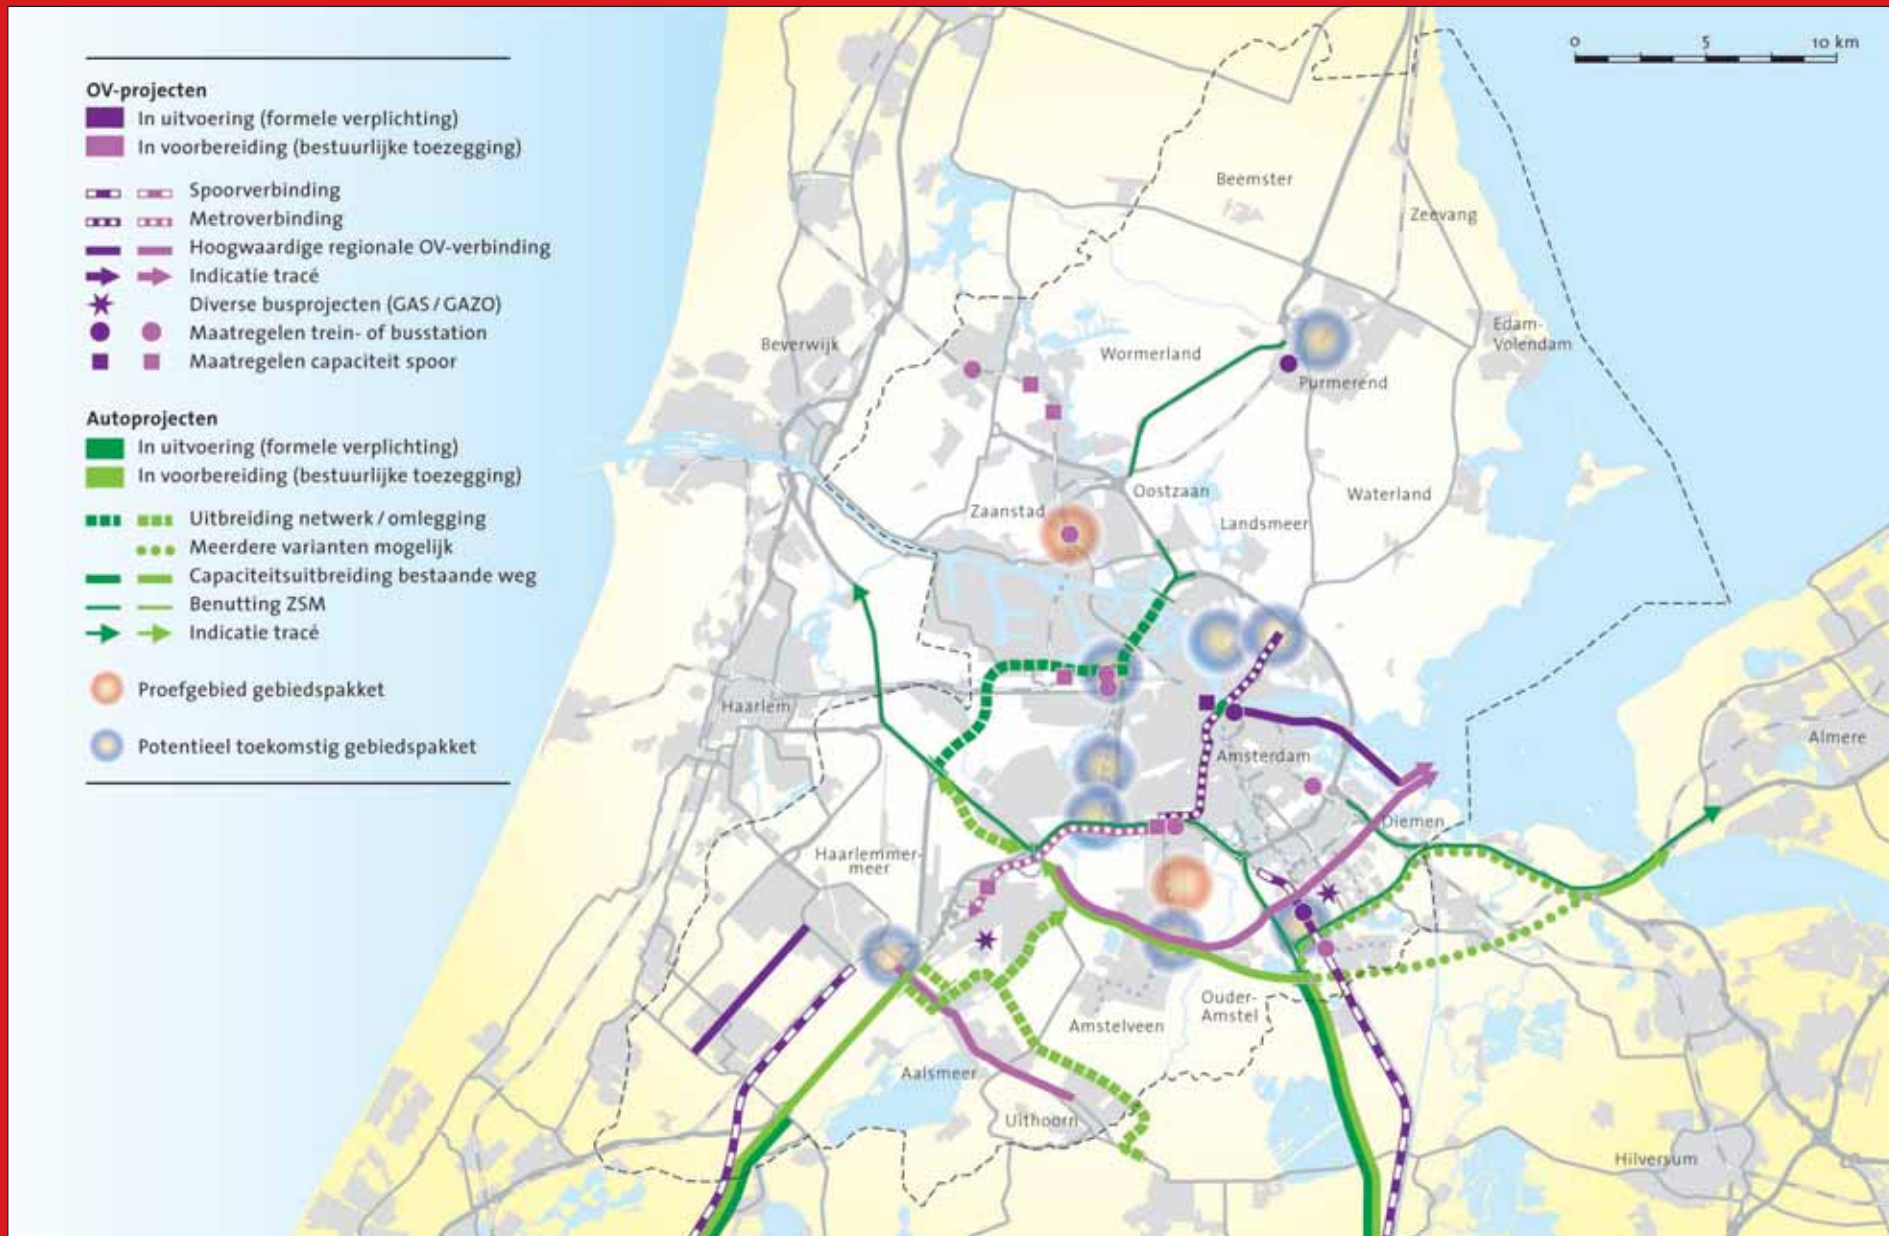 OV-projecten
In uitvoering (formele verplichting)
In voorbereiding (bestuurlijke toezegging)
Spoorverbinding
Metroverbinding
Hoogwaardige regionale OV-verbinding
Indicatie tracé
Diverse busprojecten (GAS / GAZO)
Maatregelen trein- of busstation
Maatregelen capaciteit spoor
Autoprojecten
In uitvoering (formele verplichting)
In voorbereiding (bestuurlijke toezegging)
Uitbreiding netwerk / omlegging
Meerdere varianten mogelijk
Capaciteitsuitbreiding bestaande weg
Benutting ZSM
Indicatie tracé
Proefgebied gebiedspakket
Potentieel toekomstig gebiedspakket
0 5 10 km
Beemster
Zeevang
Beverwijk
Wormerland
Edam-
Volendam
Purmerend
Oostzaan
Waterland
Zaanstad
Landsmeer
Haarlem
Amsterdam
Almere
Diemen
Haarlemmer-
meer
Ouder-
Amstel
Amstelveen
Aalsmeer
Uithoorn
Hilversum